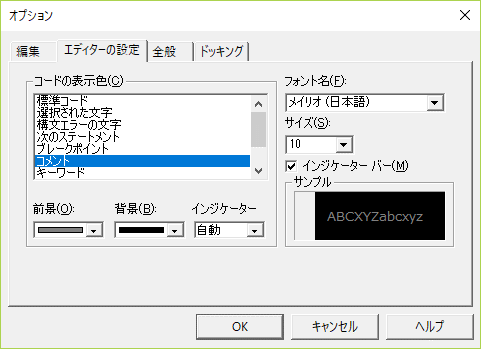 オプション
編集 エディターの設定 全般 ドッキング
コードの表示色(C)
標準コード
選択された文字
構文エラーの文字
次のステートメント
ブレークポイント
コメント
キーワード
前景(O): 背景(B): インジケーター
自動
フォント名(F):
メイリオ (日本語)
サイズ(S):
10
インジケーター バー(M)
サンプル
ABCXYZabcxyz
OK キャンセル ヘルプ